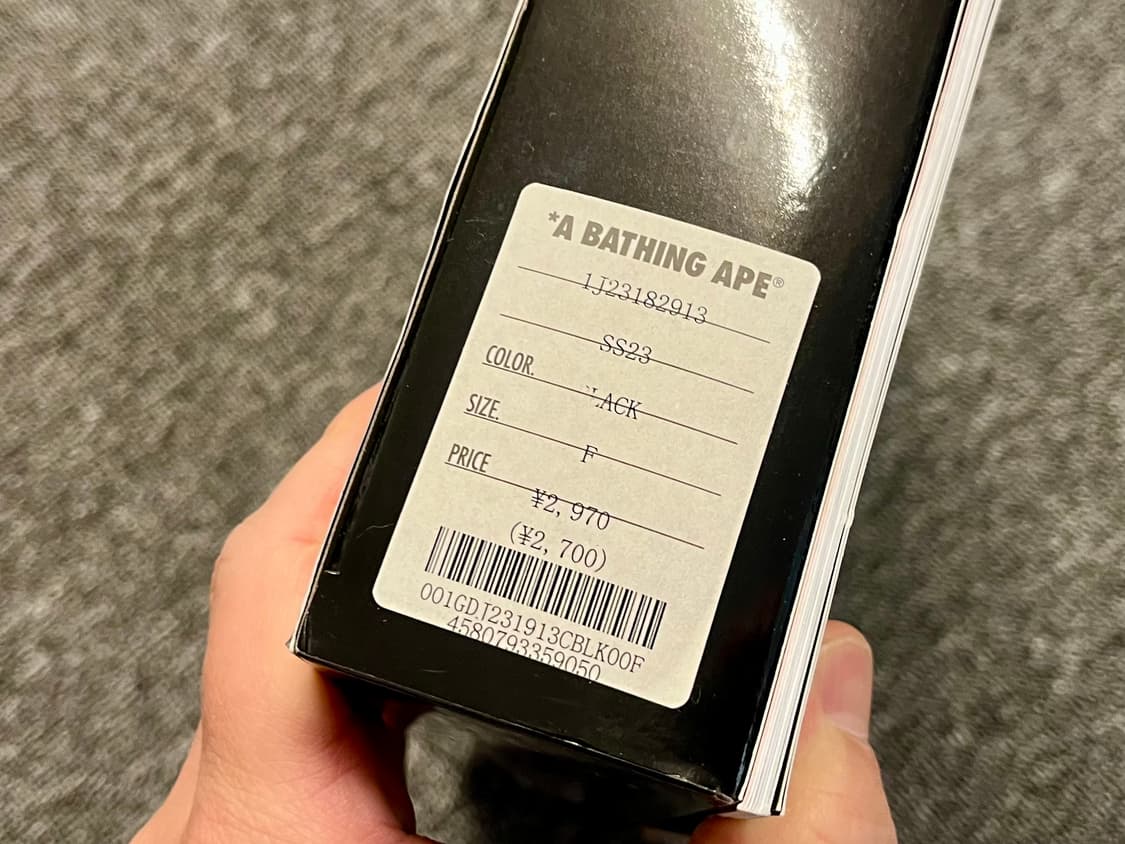 *A BATHING APE®
1J23182913
SS23
COLOR. LACK
SIZE. F
PRICE ¥2,970
(¥2,700)
001GDJ231913CBLK00F
4580793359050